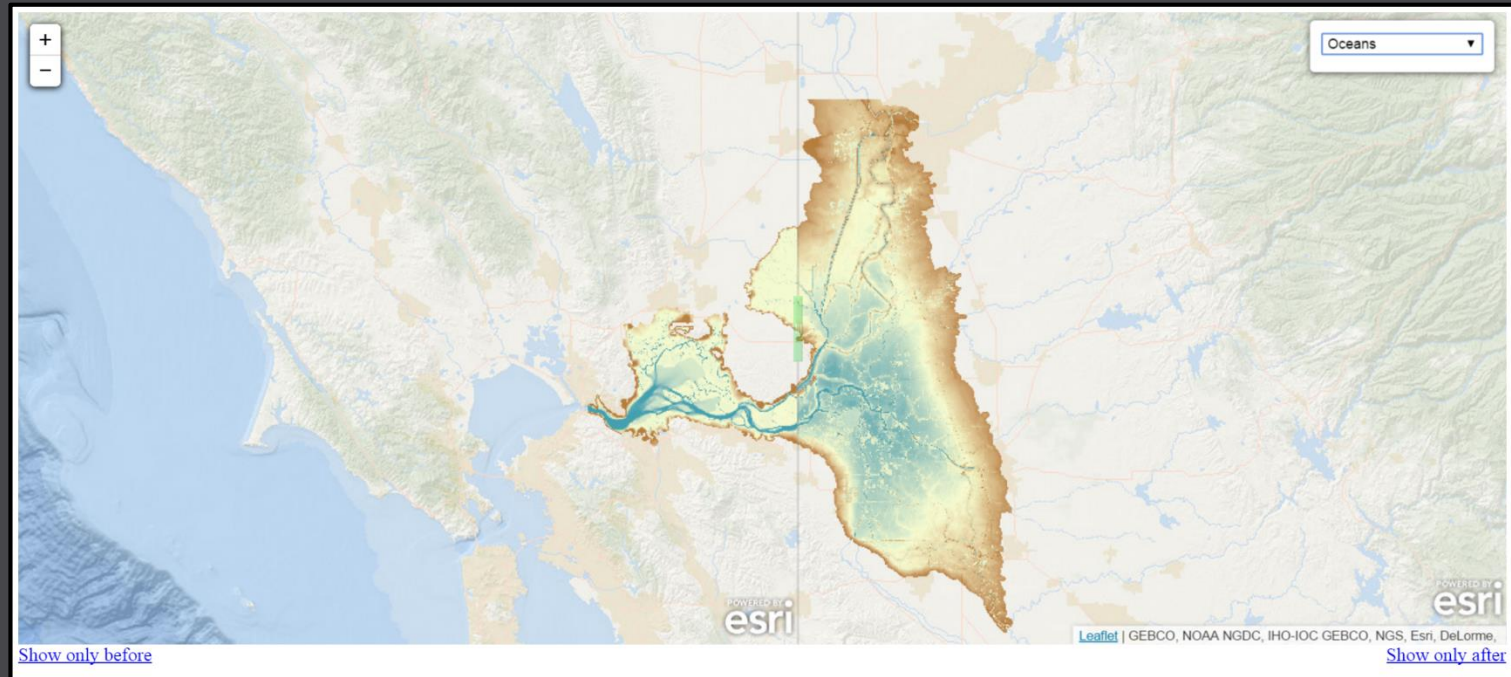 +
Oceans ▼
−
POWERED BY
esri
POWERED BY
esri
Leaflet | GEBCO, NOAA NGDC, IHO-IOC GEBCO, NGS, Esri, DeLorme,
Show only before
Show only after